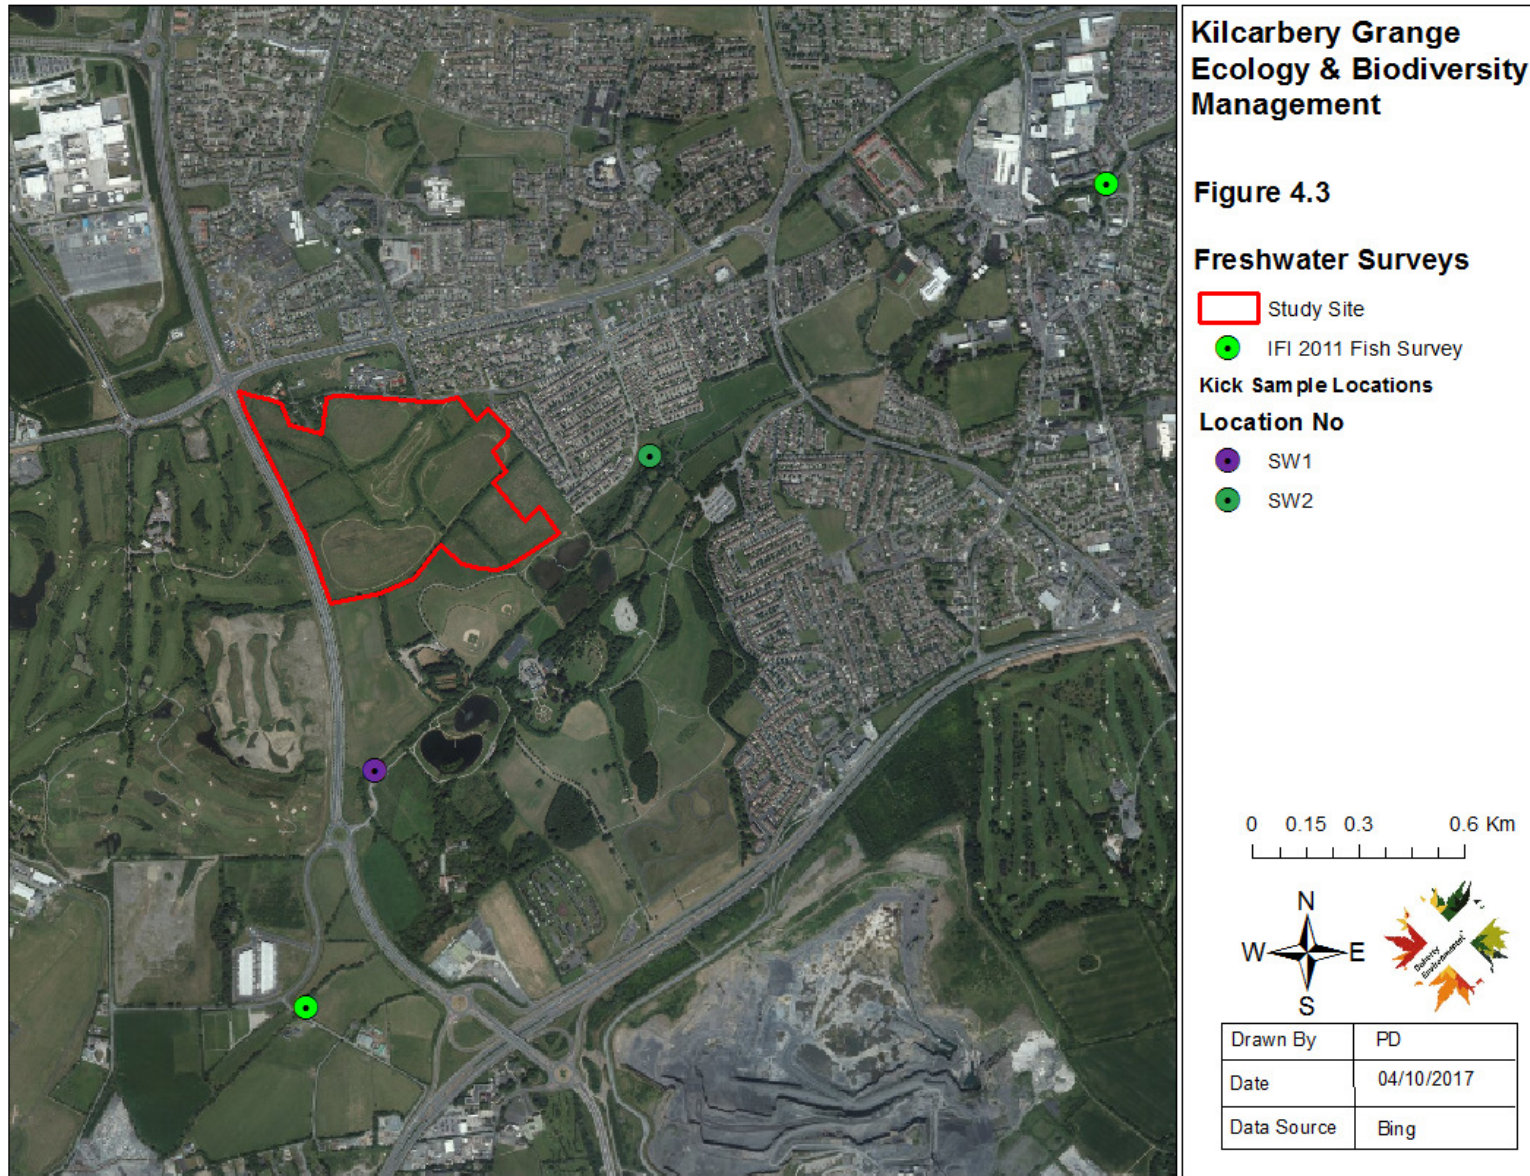 Kilcarbery Grange
Ecology & Biodiversity
Management
Figure 4.3
Freshwater Surveys
Study Site
IFI 2011 Fish Survey
Kick Sample Locations
Location No
SW1
SW2
0 0.15 0.3 0.6 Km
N
W E
S
Doherty
Environmental
Drawn By PD
Date 04/10/2017
Data Source Bing